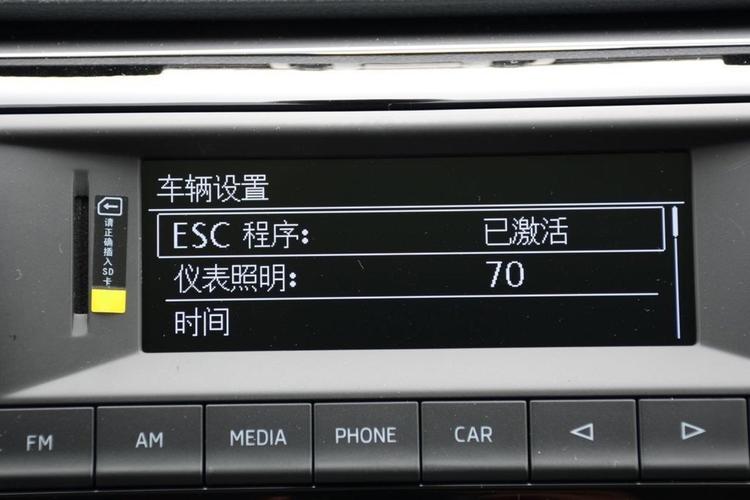 车辆设置
ESC 程序: 已激活
仪表照明: 70
时间
请正确插入SD卡
FM AM MEDIA PHONE CAR